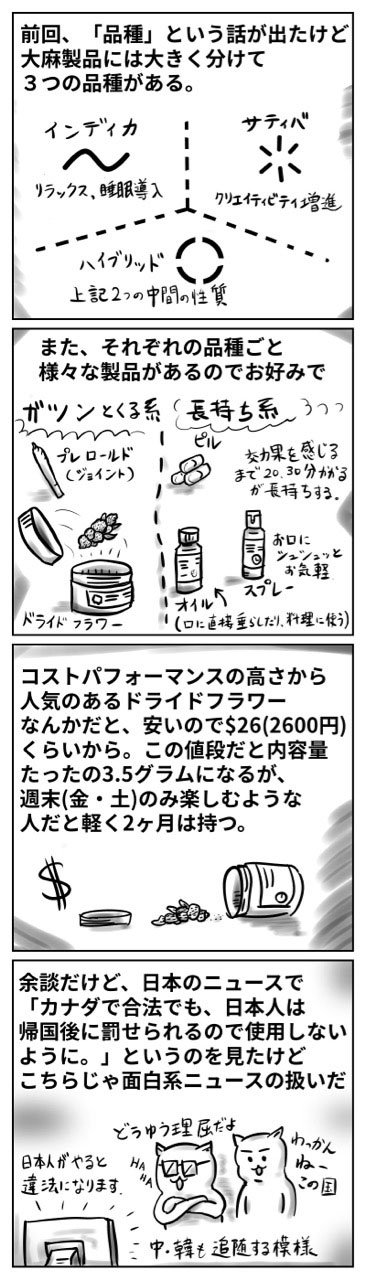 前回、「品種」という話が出たけど
大麻製品には大きく分けて
３つの品種がある。
インディカ
リラックス、睡眠導入
サティバ
クリエイティビティ増進
ハイブリッド
上記2つの中間の性質
また、それぞれの品種ごと
様々な製品があるのでお好みで
ガツンとくる系
プレロールド
(ジョイント)
ドライドフラワー
長持ち系
ピル
効果を感じる
まで20、30分かかる
が長持ちする。
オイル
スプレー
お口に
シュシュッと
お気軽
(口に直接垂らしたり、料理に使う)
コストパフォーマンスの高さから
人気のあるドライドフラワー
なんかだと、安いので$26(2600円)
くらいから。この値段だと内容量
たったの3.5グラムになるが、
週末(金・土)のみ楽しむような
人だと軽く2ヶ月は持つ。
$
余談だけど、日本のニュースで
「カナダで合法でも、日本人は
帰国後に罰せられるので使用しない
ように。」というのを見たけど
こちらじゃ面白系ニュースの扱いだ
どうゆう理屈だよ
わっかん
ねー
この国
日本人がやると
違法になります.
HA
HA
中・韓も追随する模様